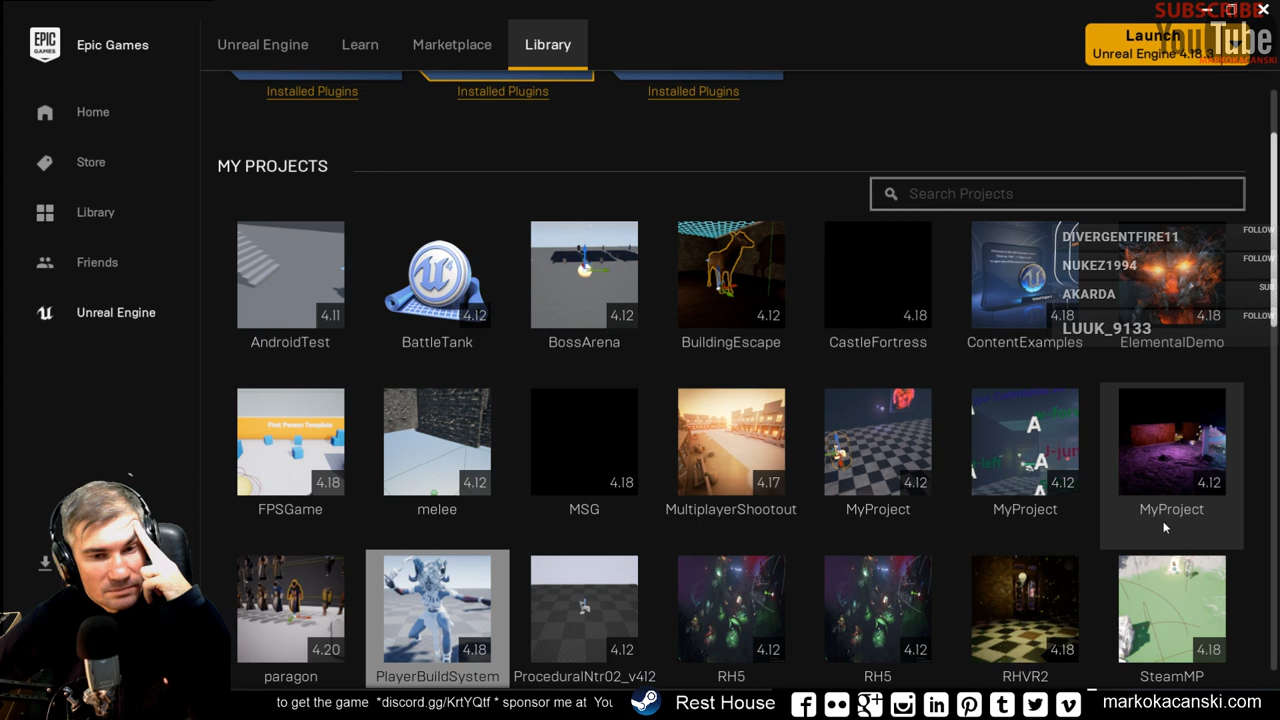 SUBSCRIBE
YouTube
MARKOKACANSKI
EPIC GAMES
Epic Games
Unreal Engine
Learn
Marketplace
Library
Launch
Unreal Engine 4.18.3
Home
Store
Library
Friends
Unreal Engine
Installed Plugins
Installed Plugins
Installed Plugins
MY PROJECTS
Search Projects
4.11
4.12
4.12
4.12
4.18
4.18
4.18
AndroidTest
BattleTank
BossArena
BuildingEscape
CastleFortress
ContentExamples
ElementalDemo
DIVERGENTFIRE11 FOLLOW
NUKEZ1994 FOLLOW
AKARDA SUB
LUUK_9133 FOLLOW
First Person Template
4.18
4.12
4.18
4.17
4.12
4.12
4.12
FPSGame
melee
MSG
MultiplayerShootout
MyProject
MyProject
MyProject
4.20
4.18
4.12
4.12
4.12
4.18
4.18
paragon
PlayerBuildSystem
ProceduralNtr02_v412
RH5
RH5
RHVR2
SteamMP
to get the game *discord.gg/KrtYQtf * sponsor me at
Rest House
markokacanski.com